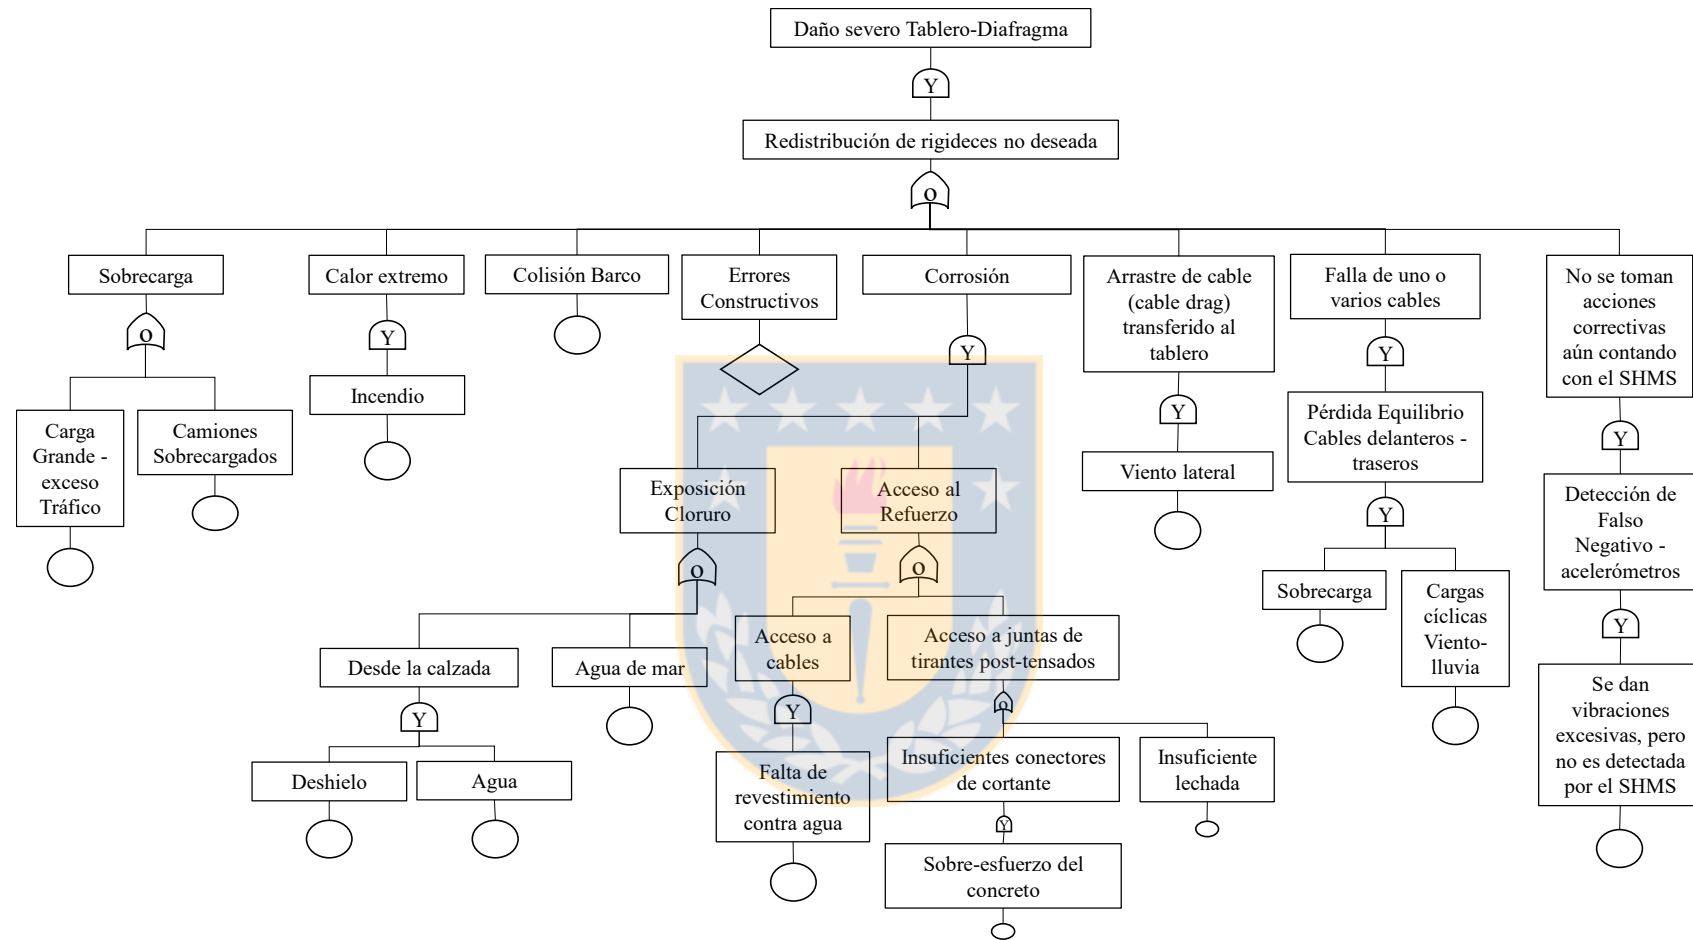 Daño severo Tablero-Diafragma
Y
Redistribución de rigideces no deseada
o
Sobrecarga
o
Carga
Grande -
exceso
Tráfico
Camiones
Sobrecargados
Calor extremo
Y
Incendio
Colisión Barco
Errores
Constructivos
Corrosión
Y
Exposición
Cloruro
o
Desde la calzada
Y
Deshielo
Agua
Agua de mar
Acceso al
Refuerzo
o
Acceso a
cables
Y
Falta de
revestimiento
contra agua
Acceso a juntas de
tirantes post-tensados
o
Insuficientes conectores
de cortante
Y
Sobre-esfuerzo del
concreto
Insuficiente
lechada
Arrastre de cable
(cable drag)
transferido al
tablero
Y
Viento lateral
Falla de uno o
varios cables
Y
Pérdida Equilibrio
Cables delanteros -
traseros
Y
Sobrecarga
Cargas
cíclicas
Viento-
lluvia
No se toman
acciones
correctivas
aún contando
con el SHMS
Y
Detección de
Falso
Negativo -
acelerómetros
Y
Se dan
vibraciones
excesivas, pero
no es detectada
por el SHMS